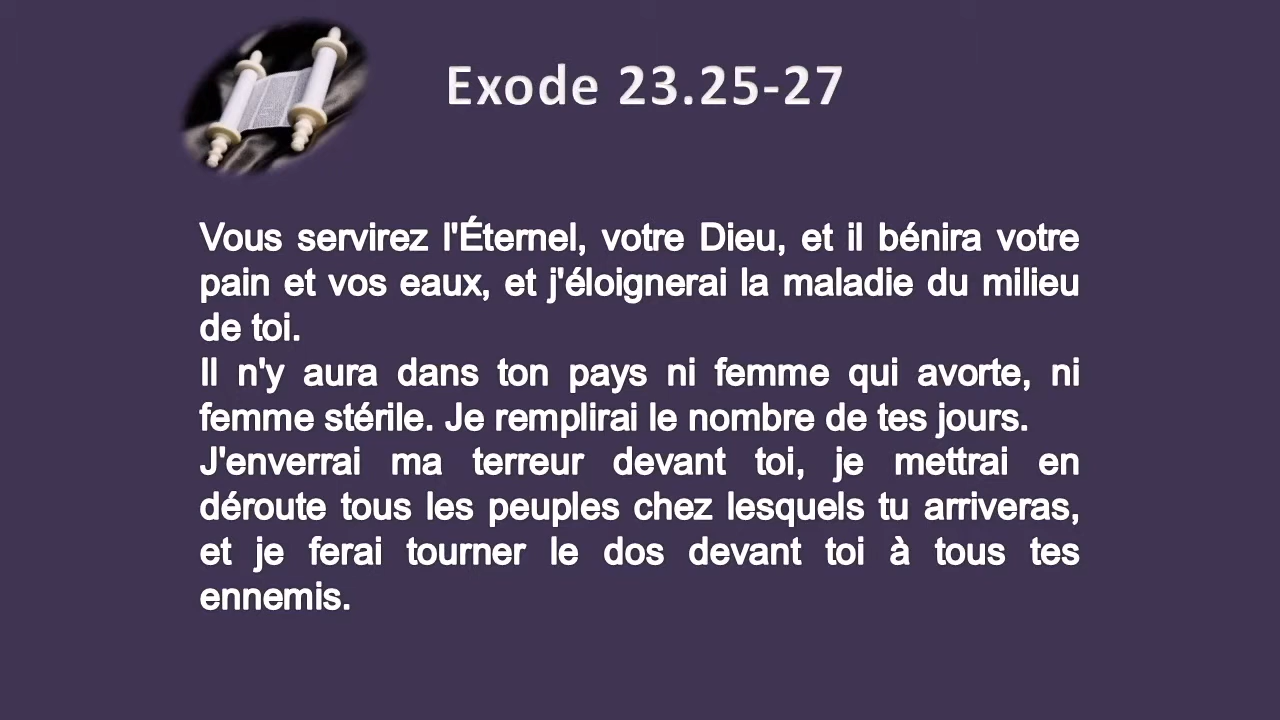 Exode 23.25-27
Vous servirez l'Éternel, votre Dieu, et il bénira votre
pain et vos eaux, et j'éloignerai la maladie du milieu
de toi.
Il n'y aura dans ton pays ni femme qui avorte, ni
femme stérile. Je remplirai le nombre de tes jours.
J'enverrai ma terreur devant toi, je mettrai en
déroute tous les peuples chez lesquels tu arriveras,
et je ferai tourner le dos devant toi à tous tes
ennemis.